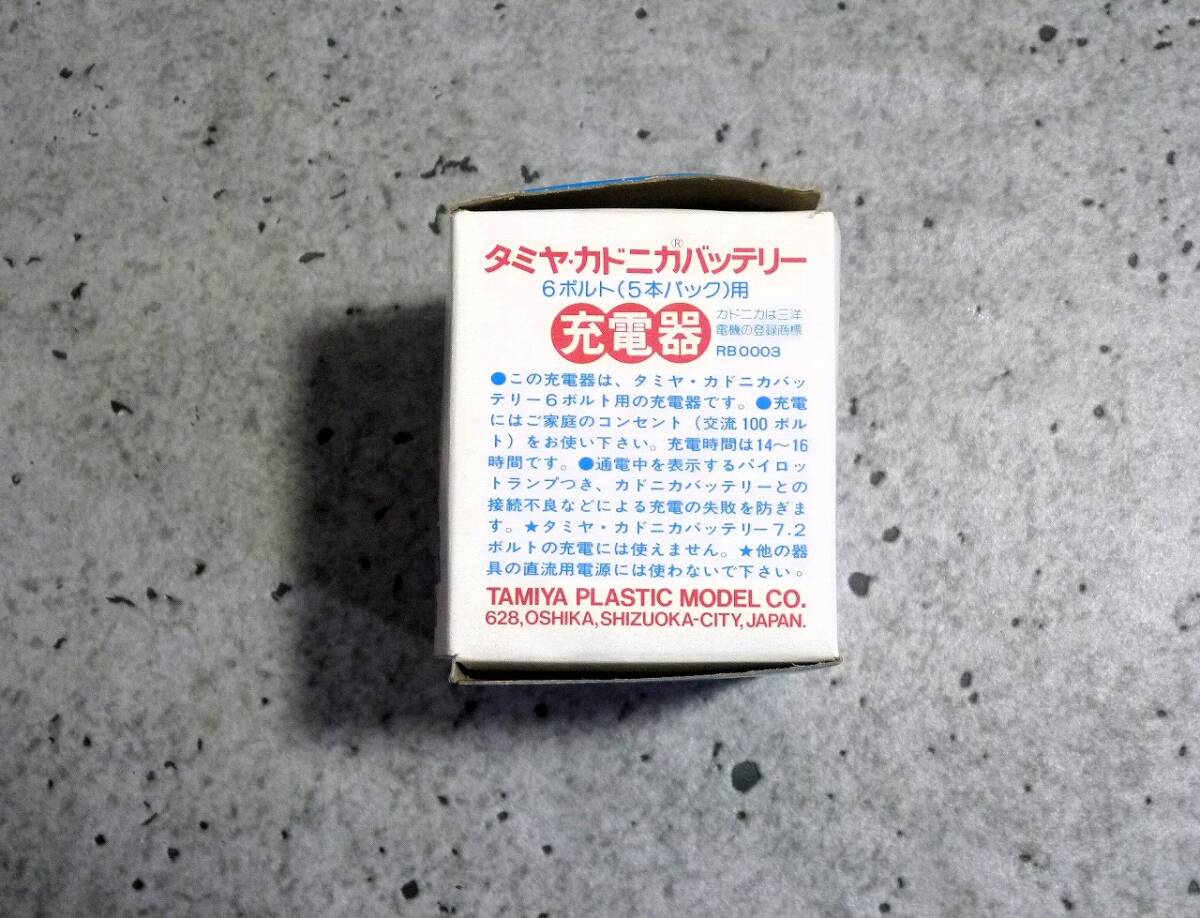 タミヤ・カドニカ®バッテリー
6ボルト(5本パック)用
充電器
カドニカは三洋
電機の登録商標
RB0003
●この充電器は、タミヤ・カドニカバッ
テリー6ボルト用の充電器です。●充電
にはご家庭のコンセント(交流100ボル
ト)をお使い下さい。充電時間は14〜16
時間です。●通電中を表示するパイロッ
トランプつき、カドニカバッテリーとの
接続不良などによる充電の失敗を防ぎま
す。★タミヤ・カドニカバッテリー7.2
ボルトの充電には使えません。★他の器
具の直流用電源には使わないで下さい。
TAMIYA PLASTIC MODEL CO.
628,OSHIKA,SHIZUOKA-CITY,JAPAN.